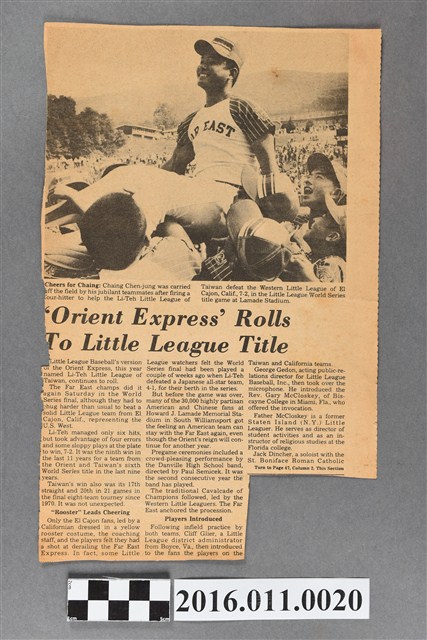 AR EAST
Cheers for Chaing: Chaing Chen-jung was carried
off the field by his jubilant teammates after firing a
four-hitter to help the Li-Teh Little League of
Taiwan defeat the Western Little League of El
Cajon, Calif., 7-2, in the Little League World Series
title game at Lamade Stadium.
'Orient Express' Rolls
To Little League Title
Little League Baseball's version
of the Orient Express, this year
named Li-Teh Little League of
Taiwan, continues to roll.
The Far East champs did it
again Saturday in the World
Series final, although they had to
chug harder than usual to beat a
solid Little League team from El
Cajon, Calif., representing the
U.S. West.
Li-Teh managed only six hits,
but took advantage of four errors
and some sloppy plays at the plate
to win, 7-2. It was the ninth win in
the last 11 years for a team from
the Orient and Taiwan's sixth
World Series title in the last nine
years.
Taiwan's win also was its 17th
straight and 20th in 21 games in
the final eight-team tourney since
1970. It was not unexpected.
"Rooster" Leads Cheering
Only the El Cajon fans, led by a
Californian dressed in a yellow
rooster costume, the coaching
staff, and the players felt they had
a shot at derailing the Far East
Express. In fact, some Little
League watchers felt the World
Series final had been played a
couple of weeks ago when Li-Teh
defeated a Japanese all-star team,
4-1, for their berth in the series.
But before the game was over,
many of the 30,000 highly partisan
American and Chinese fans at
Howard J. Lamade Memorial Sta-
dium in South Williamsport got
the feeling an American team can
stay with the Far East again, even
though the Orient's reign will con-
tinue for another year.
Pregame ceremonies included a
crowd-pleasing performance by
the Danville High School band,
directed by Paul Semicek. It was
the second consecutive year the
band has played.
The traditional Cavalcade of
Champions followed, led by the
Western Little Leaguers. The Far
East anchored the procession.
Players Introduced
Following infield practice by
both teams, Cliff Glier, a Little
League district administrator
from Boyce, Va., then introduced
to the fans the players on the
Taiwan and California teams.
George Gedon, acting public-re-
lations director for Little League
Baseball, Inc., then took over the
microphone. He introduced the
Rev. Gary McCloskey, of Bis-
cayne College in Miami, Fla., who
offered the invocation.
Father McCloskey is a former
Staten Island (N.Y.) Little
Leaguer. He serves as director of
student activities and as an in-
structor of religious studies at the
Florida college.
Jack Dincher, a soloist with the
St. Boniface Roman Catholic
Turn to Page 47, Column 3, This Section
2016.011.0020